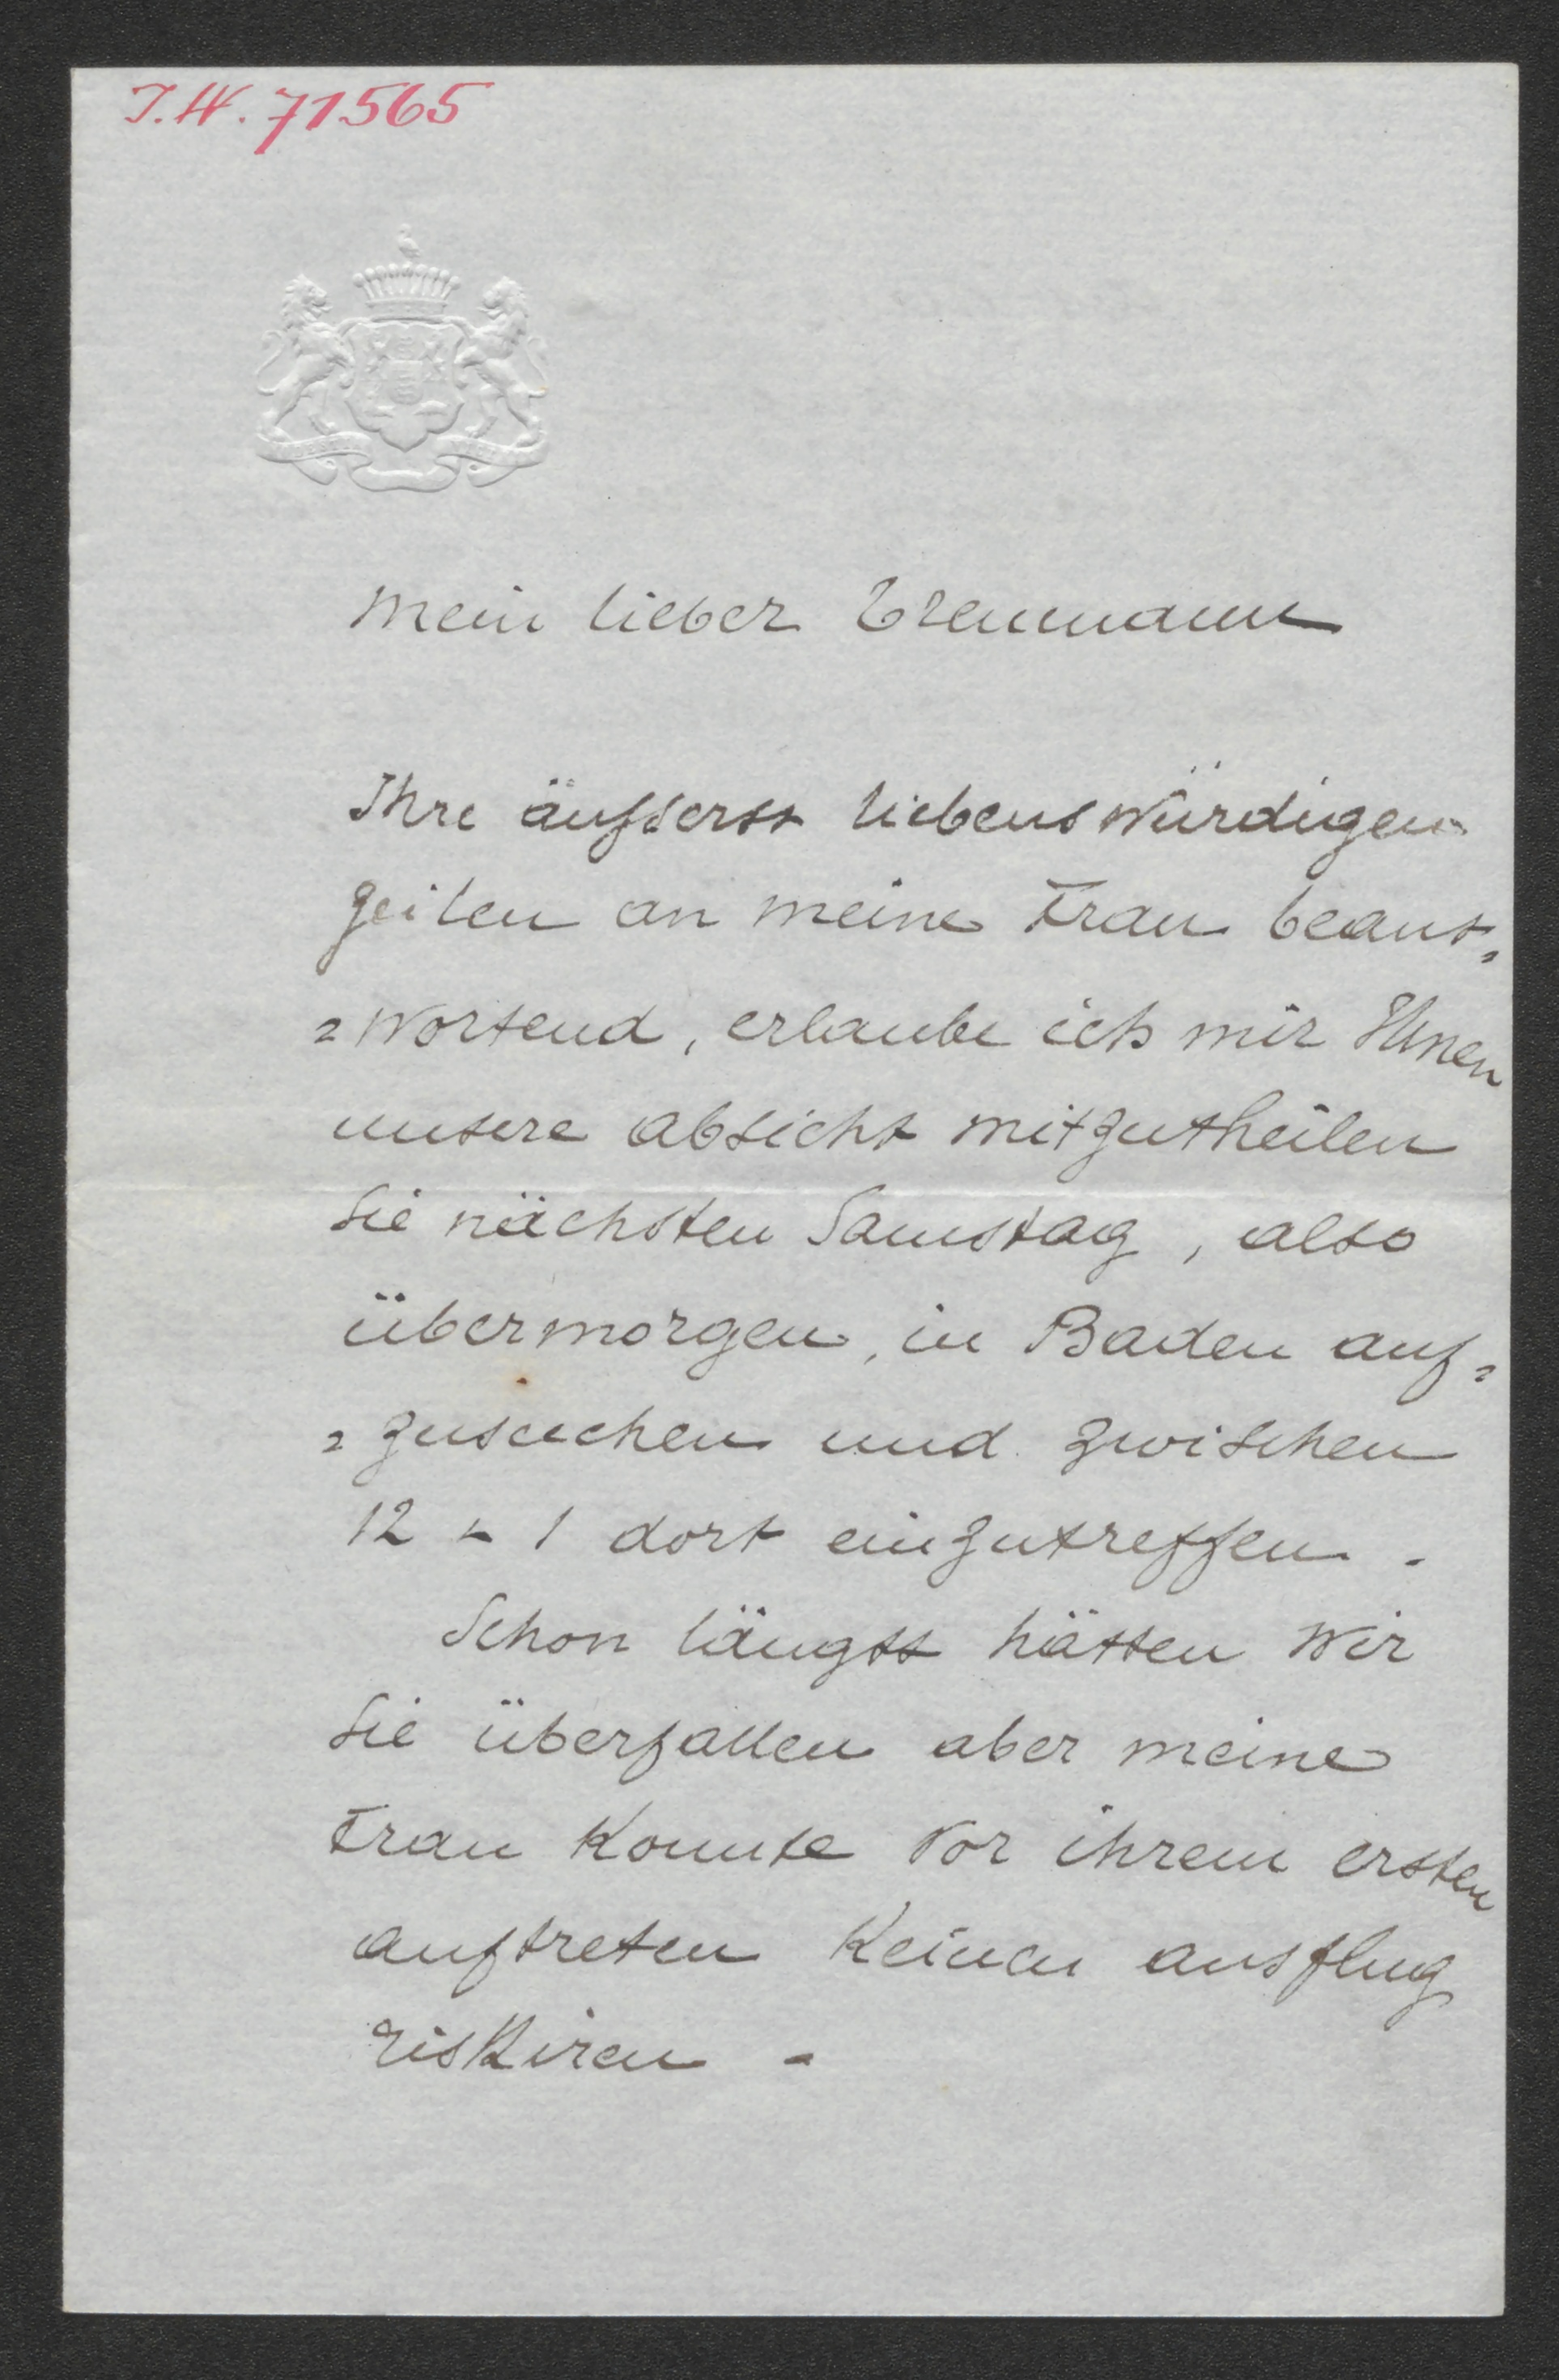 I.N. 71565
Mein lieber
Ihre äusserst liebenswürdigen
Zeilen an meine Frau beant=
=wortend, erlaube ich mir Ihnen
unsere Absicht mitzutheilen
Sie nächsten Samstag, also
übermorgen, in Baden auf=
=zusuchen und zwischen
12 - 1 dort einzutreffen.
Schon längst hätten wir
Sie überfallen aber meine
Frau konnte vor ihrem ersten
Auftreten keinen Ausflug
riskiren -